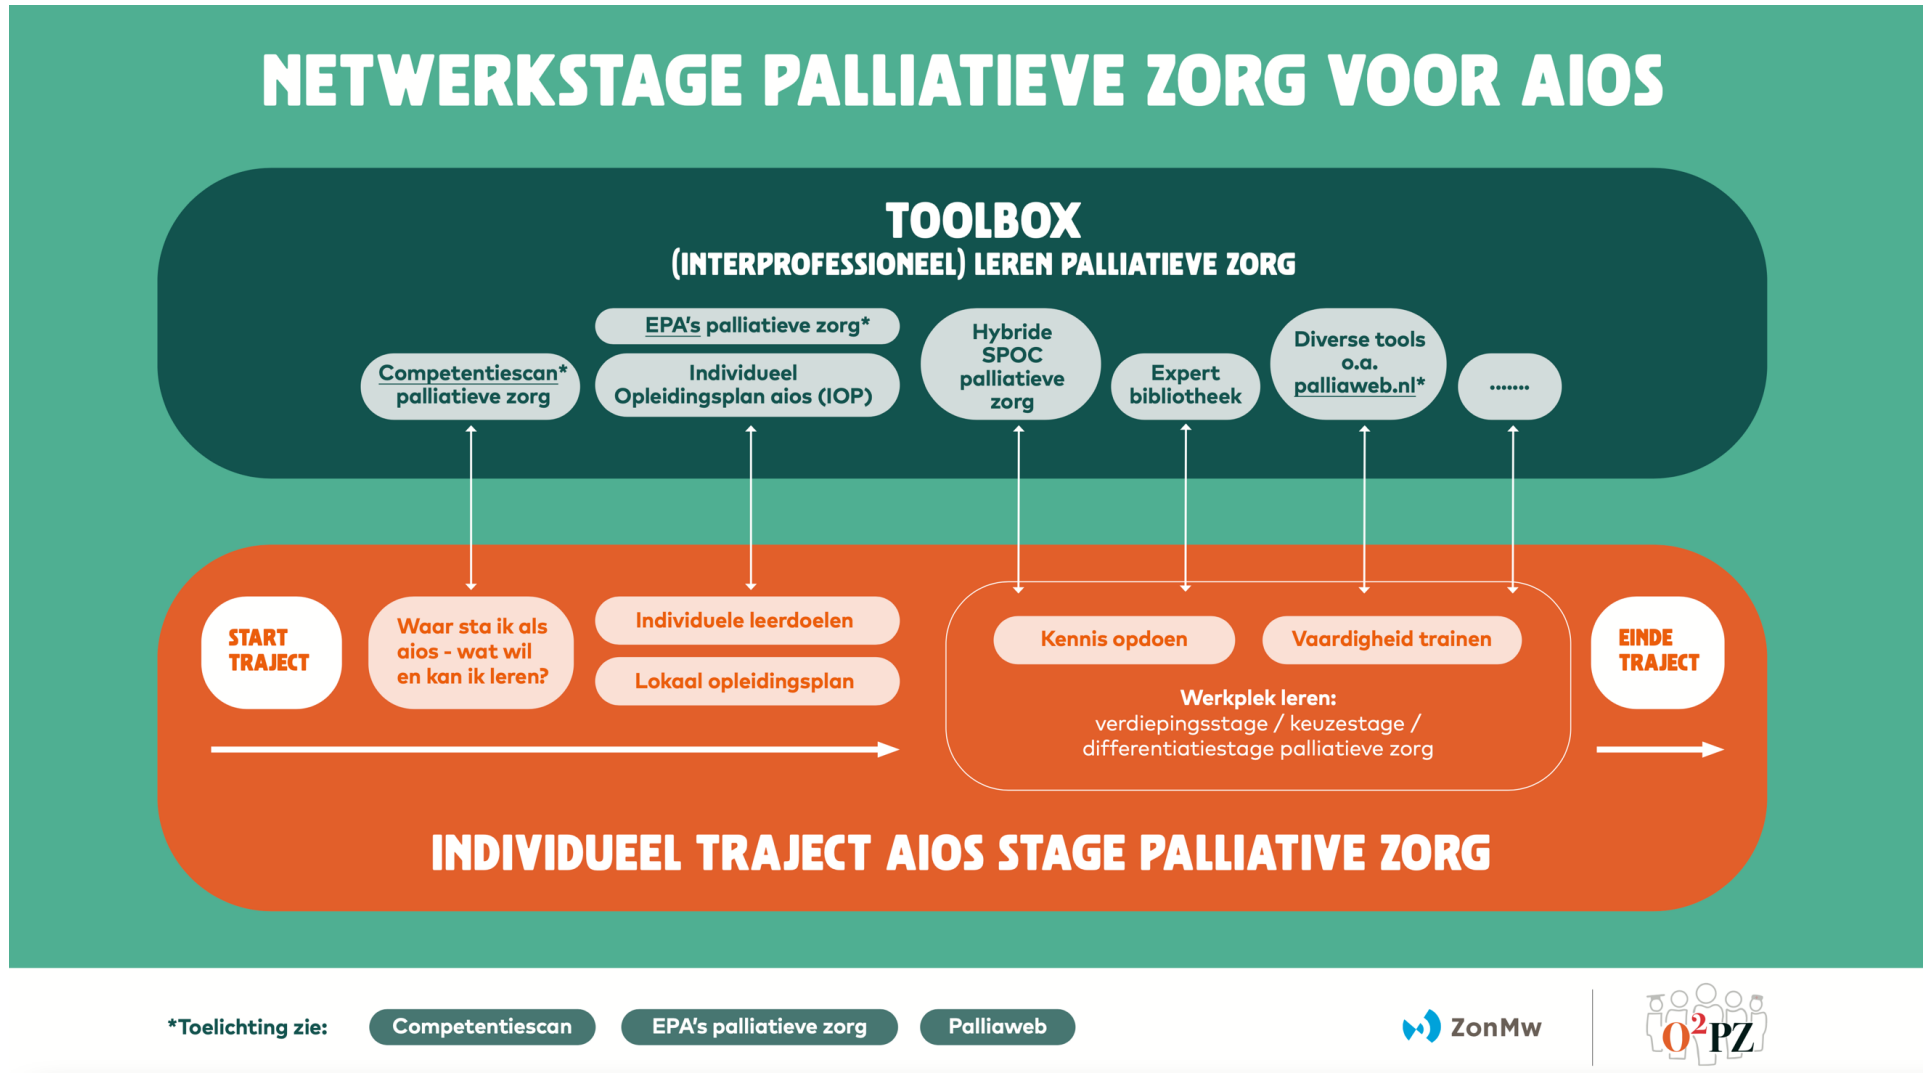 NETWERKSTAGE PALLIATIEVE ZORG VOOR AIOS
TOOLBOX
(INTERPROFESSIONEEL) LEREN PALLIATIEVE ZORG
Competentiescan*
palliatieve zorg
EPA's palliatieve zorg*
Individueel
Opleidingsplan aios (IOP)
Hybride
SPOC
palliatieve
zorg
Expert
bibliotheek
Diverse tools
o.a.
palliaweb.nl*
.......
START
TRAJECT
Waar sta ik als
aios - wat wil
en kan ik leren?
Individuele leerdoelen
Lokaal opleidingsplan
Kennis opdoen
Vaardigheid trainen
Werkplek leren:
verdiepingsstage / keuzestage /
differentiatiestage palliatieve zorg
EINDE
TRAJECT
INDIVIDUEEL TRAJECT AIOS STAGE PALLIATIVE ZORG
*Toelichting zie:
Competentiescan
EPA's palliatieve zorg
Palliaweb
ZonMw
O²PZ